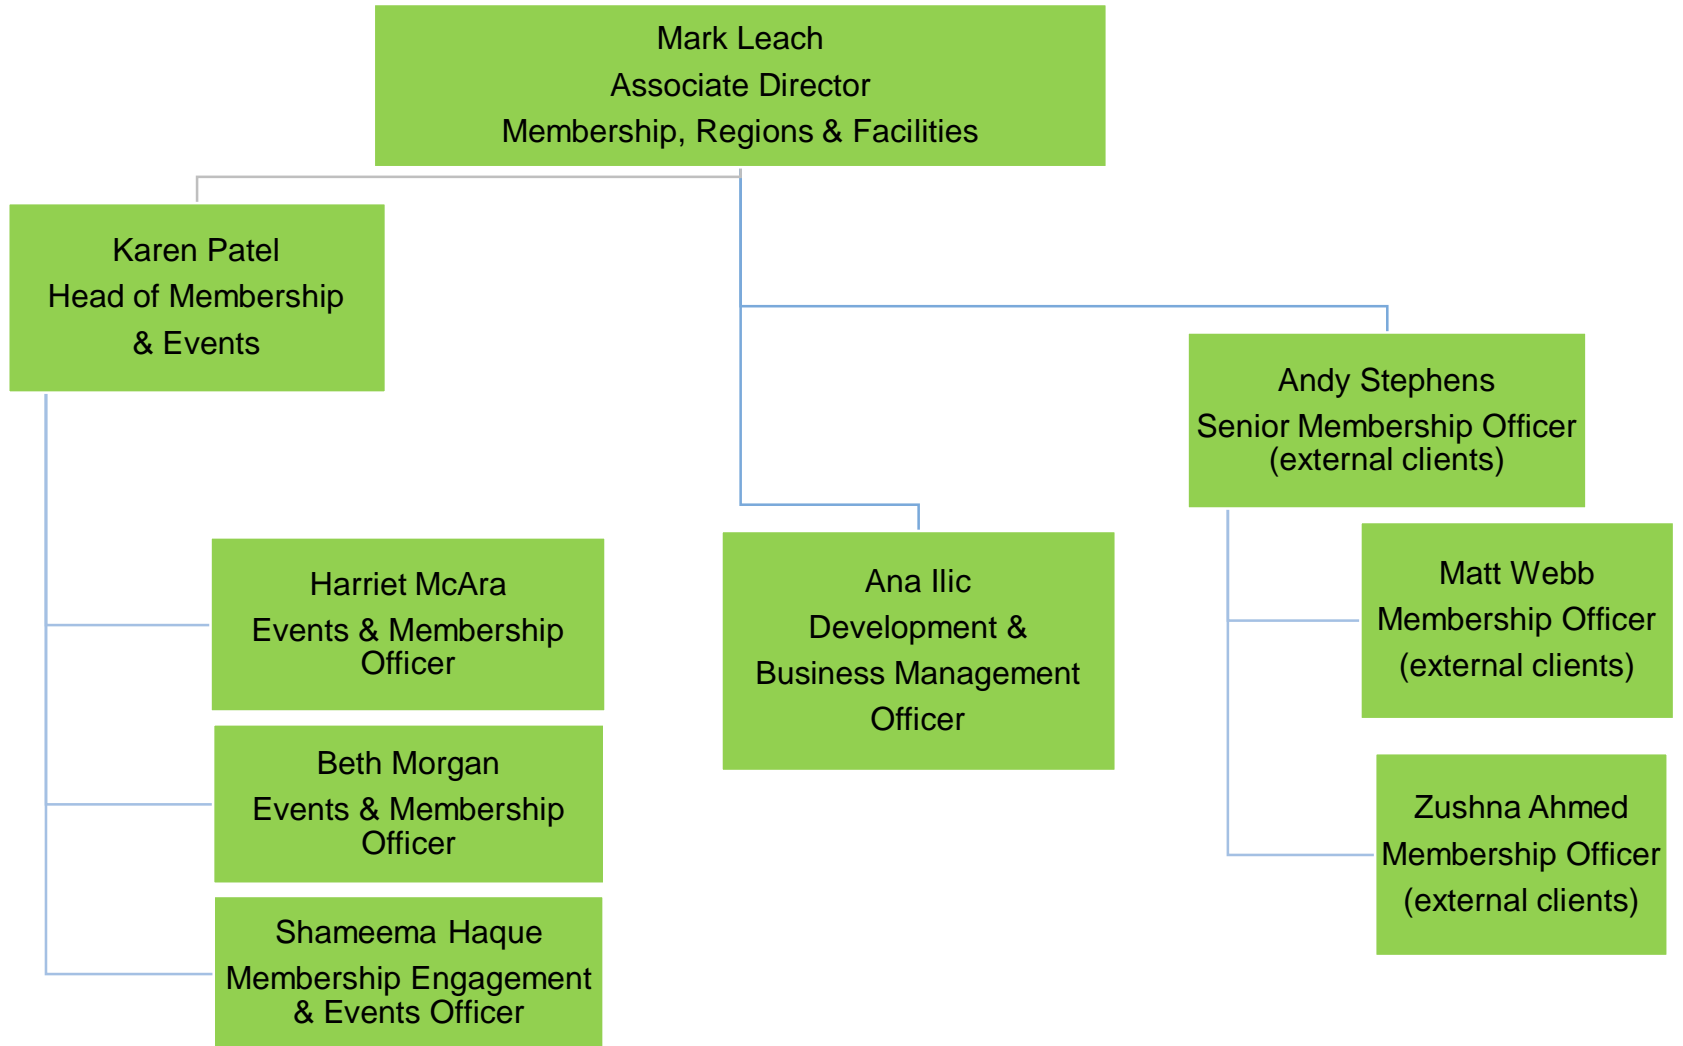 Mark Leach
Associate Director
Membership, Regions & Facilities
Karen Patel
Head of Membership
& Events
Andy Stephens
Senior Membership Officer
(external clients)
Harriet McAra
Events & Membership
Officer
Ana Ilic
Development &
Business Management
Officer
Matt Webb
Membership Officer
(external clients)
Beth Morgan
Events & Membership
Officer
Zushna Ahmed
Membership Officer
(external clients)
Shameema Haque
Membership Engagement
& Events Officer